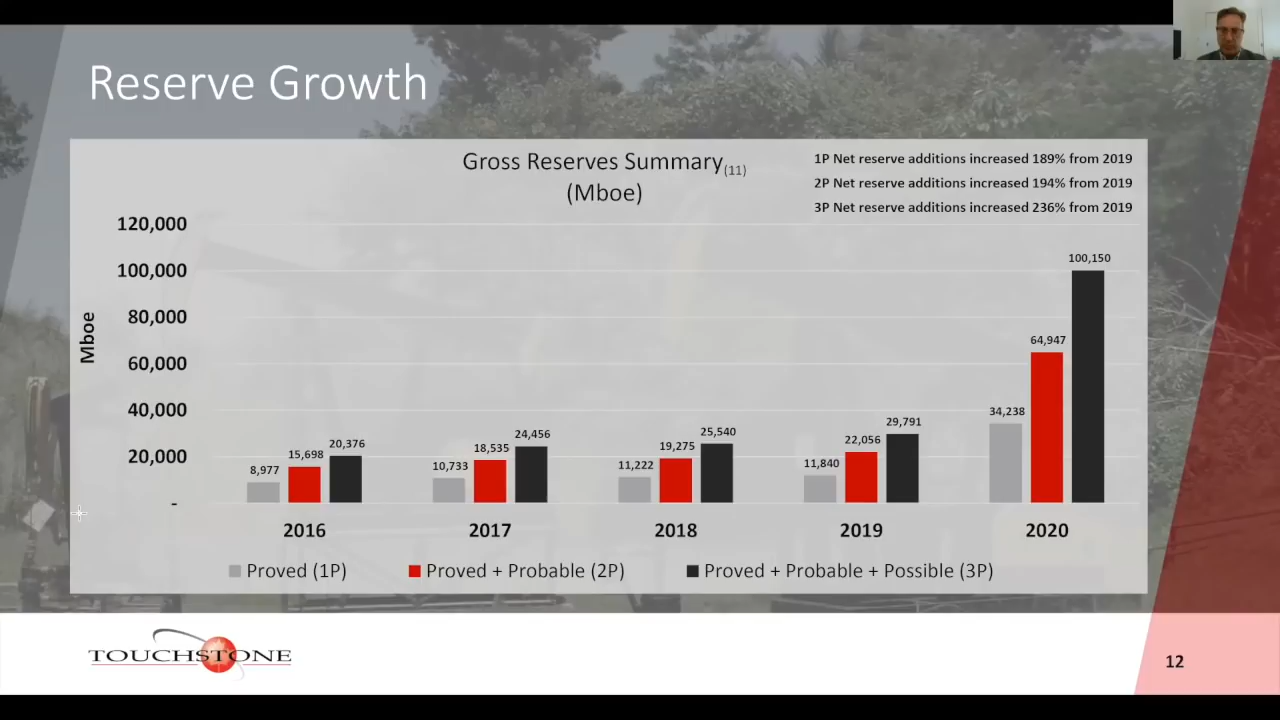 Reserve Growth
Gross Reserves Summary(11)
(Mboe)
1P Net reserve additions increased 189% from 2019
2P Net reserve additions increased 194% from 2019
3P Net reserve additions increased 236% from 2019
Mboe
120,000
100,000
80,000
60,000
40,000
20,000
-
8,977
15,698
20,376
10,733
18,535
24,456
11,222
19,275
25,540
11,840
22,056
29,791
34,238
64,947
100,150
2016
2017
2018
2019
2020
Proved (1P)
Proved + Probable (2P)
Proved + Probable + Possible (3P)
TOUCHSTONE
12